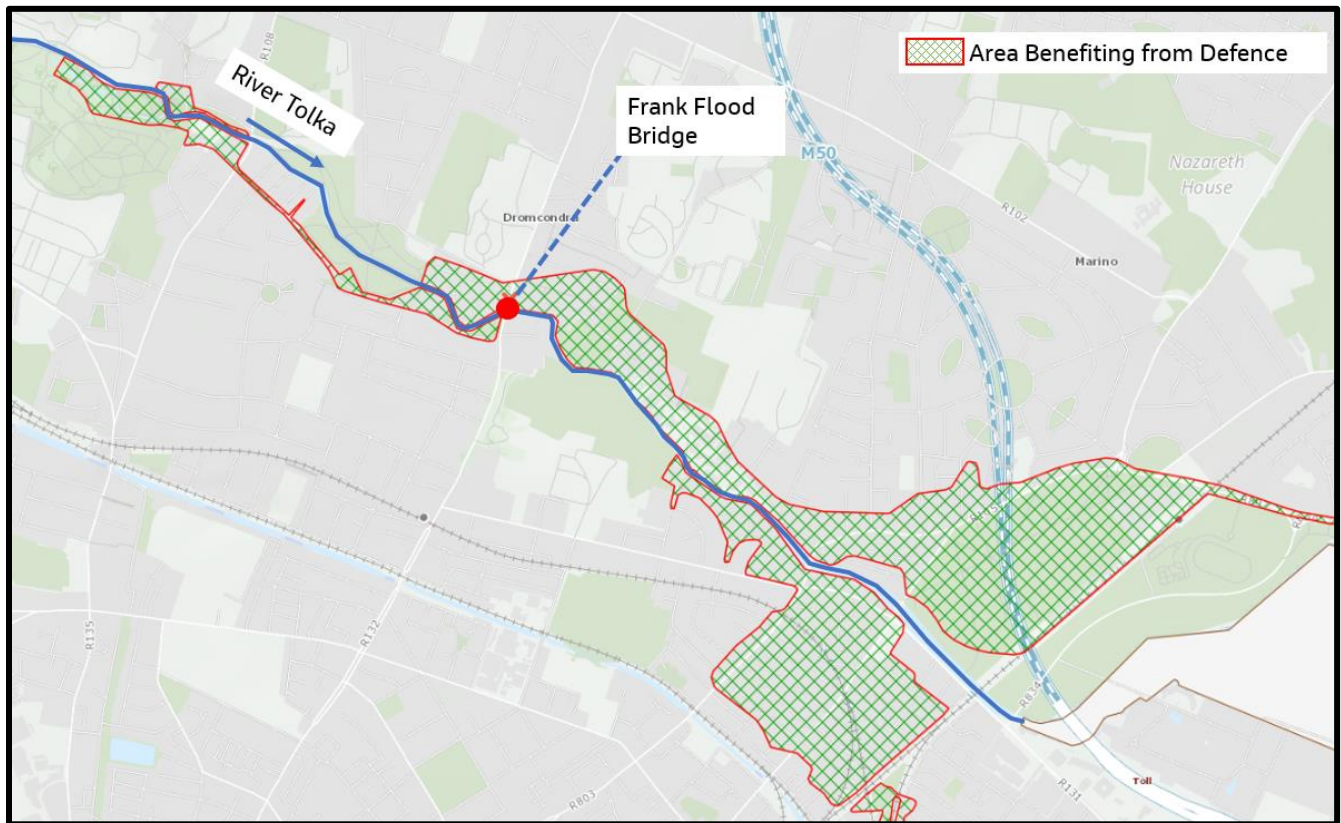 Area Benefiting from Defence
R108
River Tolka
Frank Flood
Bridge
M50
Nazareth
House
R102
Dromcondra
Marino
R135
R132
R834
Toll
R131
R803